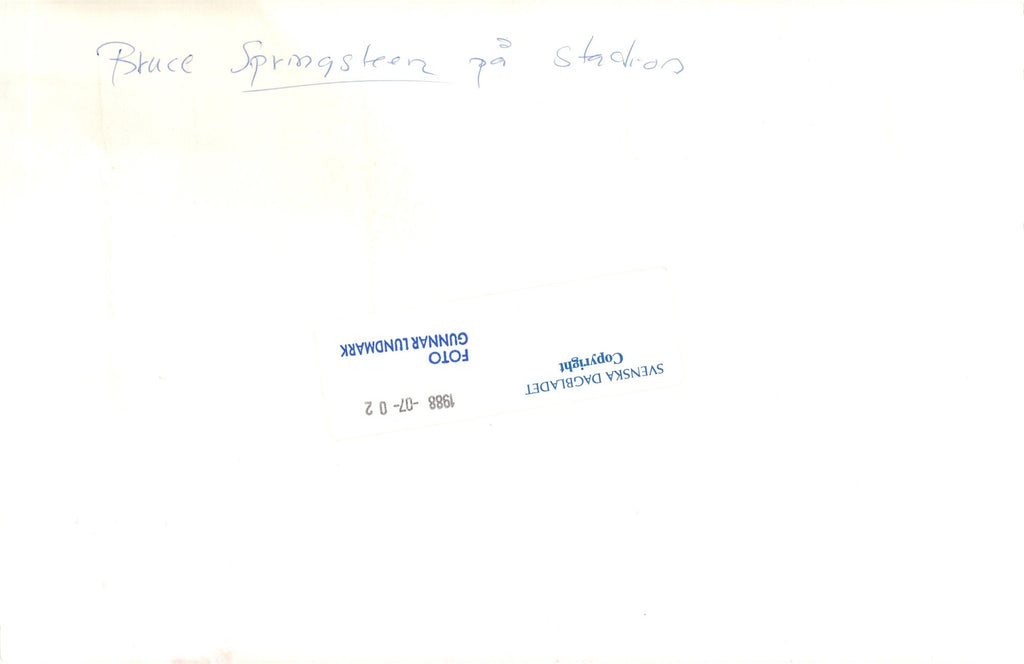 Bruce Springsteen på Stadion
FOTO
GUNNAR LUNDMARK
1988 -07- 0 2
SVENSKA DAGBLADET
Copyright